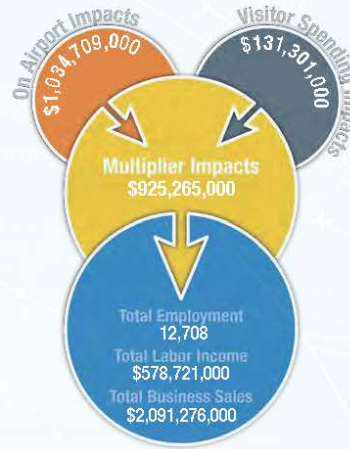 On Airport Impacts
$1,034,709,000
Visitor Spending Impacts
$131,301,000
Multiplier Impacts
$925,265,000
Total Employment
12,708
Total Labor Income
$578,721,000
Total Business Sales
$2,091,276,000